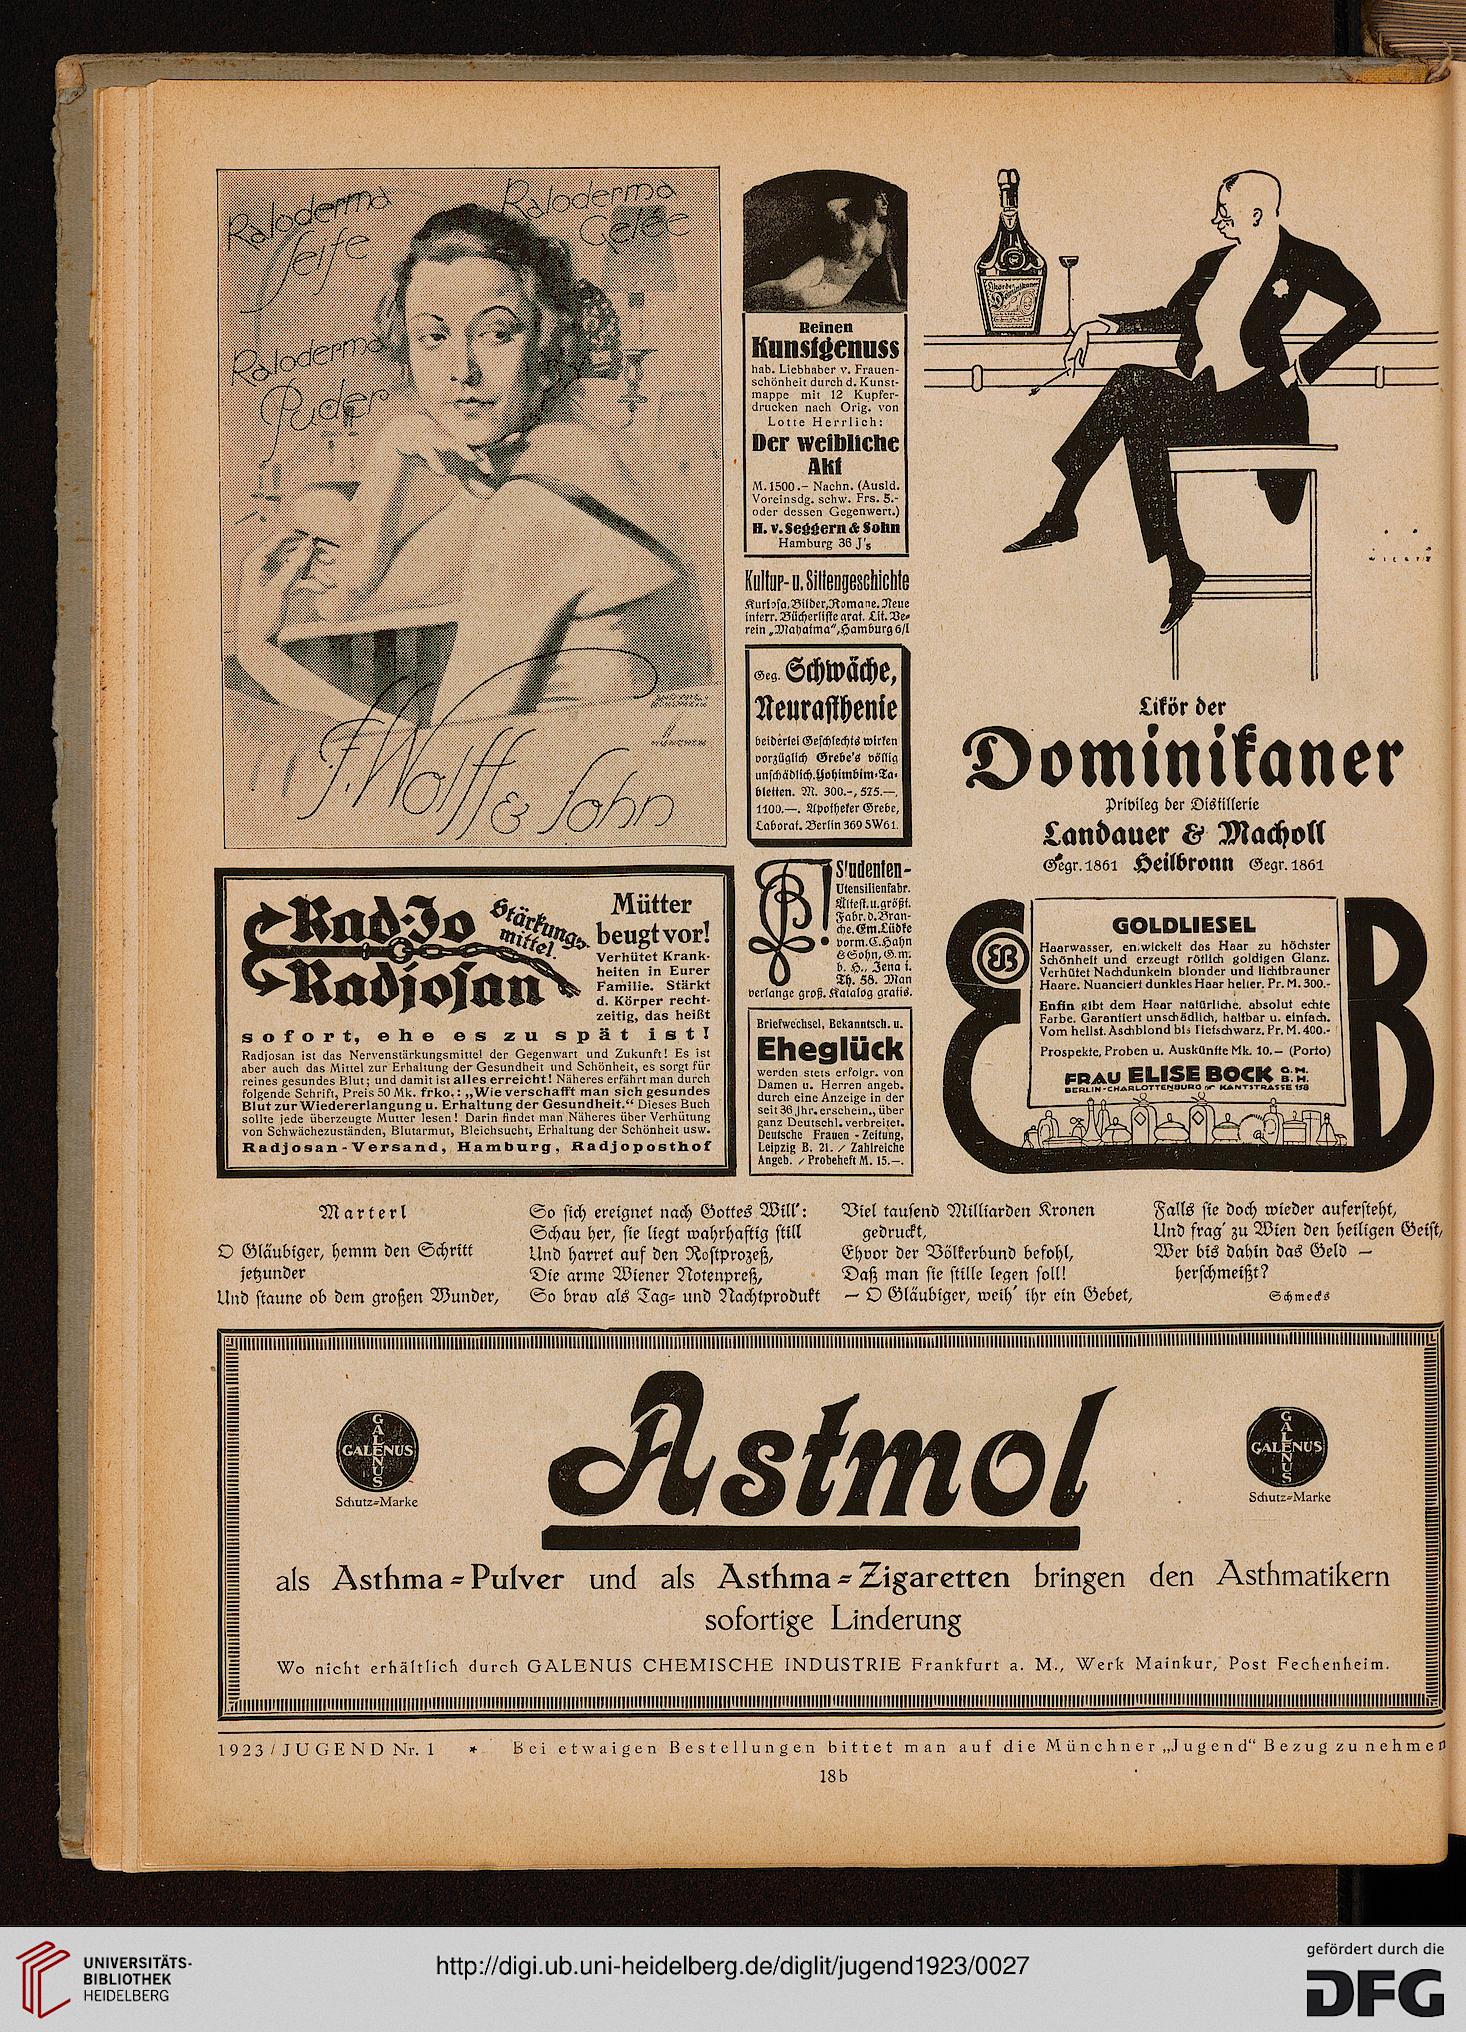 Kaloderma
Seife
Kaloderma
Gelée
Kaloderma
Puder
MÜNCHEN
F. Wolff & Sohn
Reinen
Kunstgenuss
hab. Liebhaber v. Frauen-
schönheit durch d. Kunst-
mappe mit 12 Kupfer-
drucken nach Orig. von
Lotte Herrlich:
Der weibliche
Akt
M. 1500.- Nachn. (Ausld.
Voreinsdg. schw. Frs. 5.-
oder dessen Gegenwert.)
H. v. Seggern & Sohn
Hamburg 36 J's
Kultur- u. Sittengeschichte
Kuriosa, Bilder, Romane. Neue
interr. Bücherliste grat. Lit. Ve-
rein „Mahatma", Hamburg 6/I
Geg. Schwäche,
Neurasthenie
beiderlei Geschlechts wirken
vorzüglich Grebe's völlig
unschädlich. Yohimbim-Ta-
bletten. M. 300.-, 575.—,
1100.—. Apotheker Grebe,
Laborat. Berlin 369 SW61.
Likör der
Dominikaner
Privileg der Distillerie
Landauer & Macholl
Gegr. 1861 Heilbronn Gegr. 1861
Rad-Jo
Stärkungs-
mittel.
Radjosan
Mütter
beugt vor!
Verhütet Krank-
heiten in Eurer
Familie. Stärkt
d. Körper recht-
zeitig, das heißt
sofort, ehe es zu spät ist!
Radjosan ist das Nervenstärkungsmittel der Gegenwart und Zukunft! Es ist
aber auch das Mittel zur Erhaltung der Gesundheit und Schönheit, es sorgt für
reines gesundes Blut; und damit ist alles erreicht! Näheres erfährt man durch
folgende Schrift, Preis 50 Mk. frko.: „Wie verschafft man sich gesundes
Blut zur Wiedererlangung u. Erhaltung der Gesundheit." Dieses Buch
sollte jede überzeugte Mutter lesen! Darin findet man Näheres über Verhütung
von Schwächezuständen, Blutarmut, Bleichsucht, Erhaltung der Schönheit usw.
Radjosan-Versand, Hamburg, Radjoposthof
Studenten-
Utensilienfabr.
Ältest. u. größt.
Fabr. d. Bran-
che. Em. Lüdke
vorm. C. Hahn
& Sohn, G. m.
b. H., Jena i.
Th. 58. Man
verlange groß. Katalog gratis.
Briefwechsel, Bekanntsch. u.
Eheglück
werden stets erfolgr. von
Damen u. Herren angeb.
durch eine Anzeige in der
seit 36 Jhr. erschein., über
ganz Deutschl. verbreitet.
Deutsche Frauen-Zeitung,
Leipzig B. 21. / Zahlreiche
Angeb. / Probeheft M. 15.—.
EB
GOLDLIESEL
Haarwasser, entwickelt das Haar zu höchster
Schönheit und erzeugt rötlich goldigen Glanz.
Verhütet Nachdunkeln blonder und lichtbrauner
Haare. Nuanciert dunkles Haar heller, Pr. M. 300.-
Enfin gibt dem Haar natürliche, absolut echte
Farbe. Garantiert unschädlich, haltbar u. einfach.
Vom hellst. Aschblond bis Tiefschwarz. Pr. M. 400.-
Prospekte, Proben u. Auskünfte Mk. 10.— (Porto)
FRAU ELISE BOCK G. M. B. H.
BERLIN-CHARLOTTENBURG KANTSTRASSE 158
Marterl
O Gläubiger, hemm den Schritt
jetzunder
Und staune ob dem großen Wunder,
So sich ereignet nach Gottes Will':
Schau her, sie liegt wahrhaftig still
Und harret auf den Rostprozeß,
Die arme Wiener Notenpreß,
So brav als Tag- und Nachtprodukt
Viel tausend Milliarden Kronen
gedruckt,
Ehvor der Völkerbund befohl,
Daß man sie stille legen soll!
— O Gläubiger, weih' ihr ein Gebet,
Falls sie doch wieder aufersteht,
Und frag' zu Wien den heiligen Geist,
Wer bis dahin das Geld —
herschmeißt?
Schmecks
GALENUS
GALENUS
Schutz-Marke
Astmol
GALENUS
GALENUS
Schutz-Marke
als Asthma-Pulver und als Asthma-Zigaretten bringen den Asthmatikern
sofortige Linderung
Wo nicht erhältlich durch GALENUS CHEMISCHE INDUSTRIE Frankfurt a. M., Werk Mainkur, Post Fechenheim.
1923 / JUGEND Nr. 1 * Bei etwaigen Bestellungen bittet man auf die Münchner „Jugend" Bezug zu nehmen
18b
UNIVERSITÄTS-
BIBLIOTHEK
HEIDELBERG
http://digi.ub.uni-heidelberg.de/diglit/jugend1923/0027
gefördert durch die
DFG